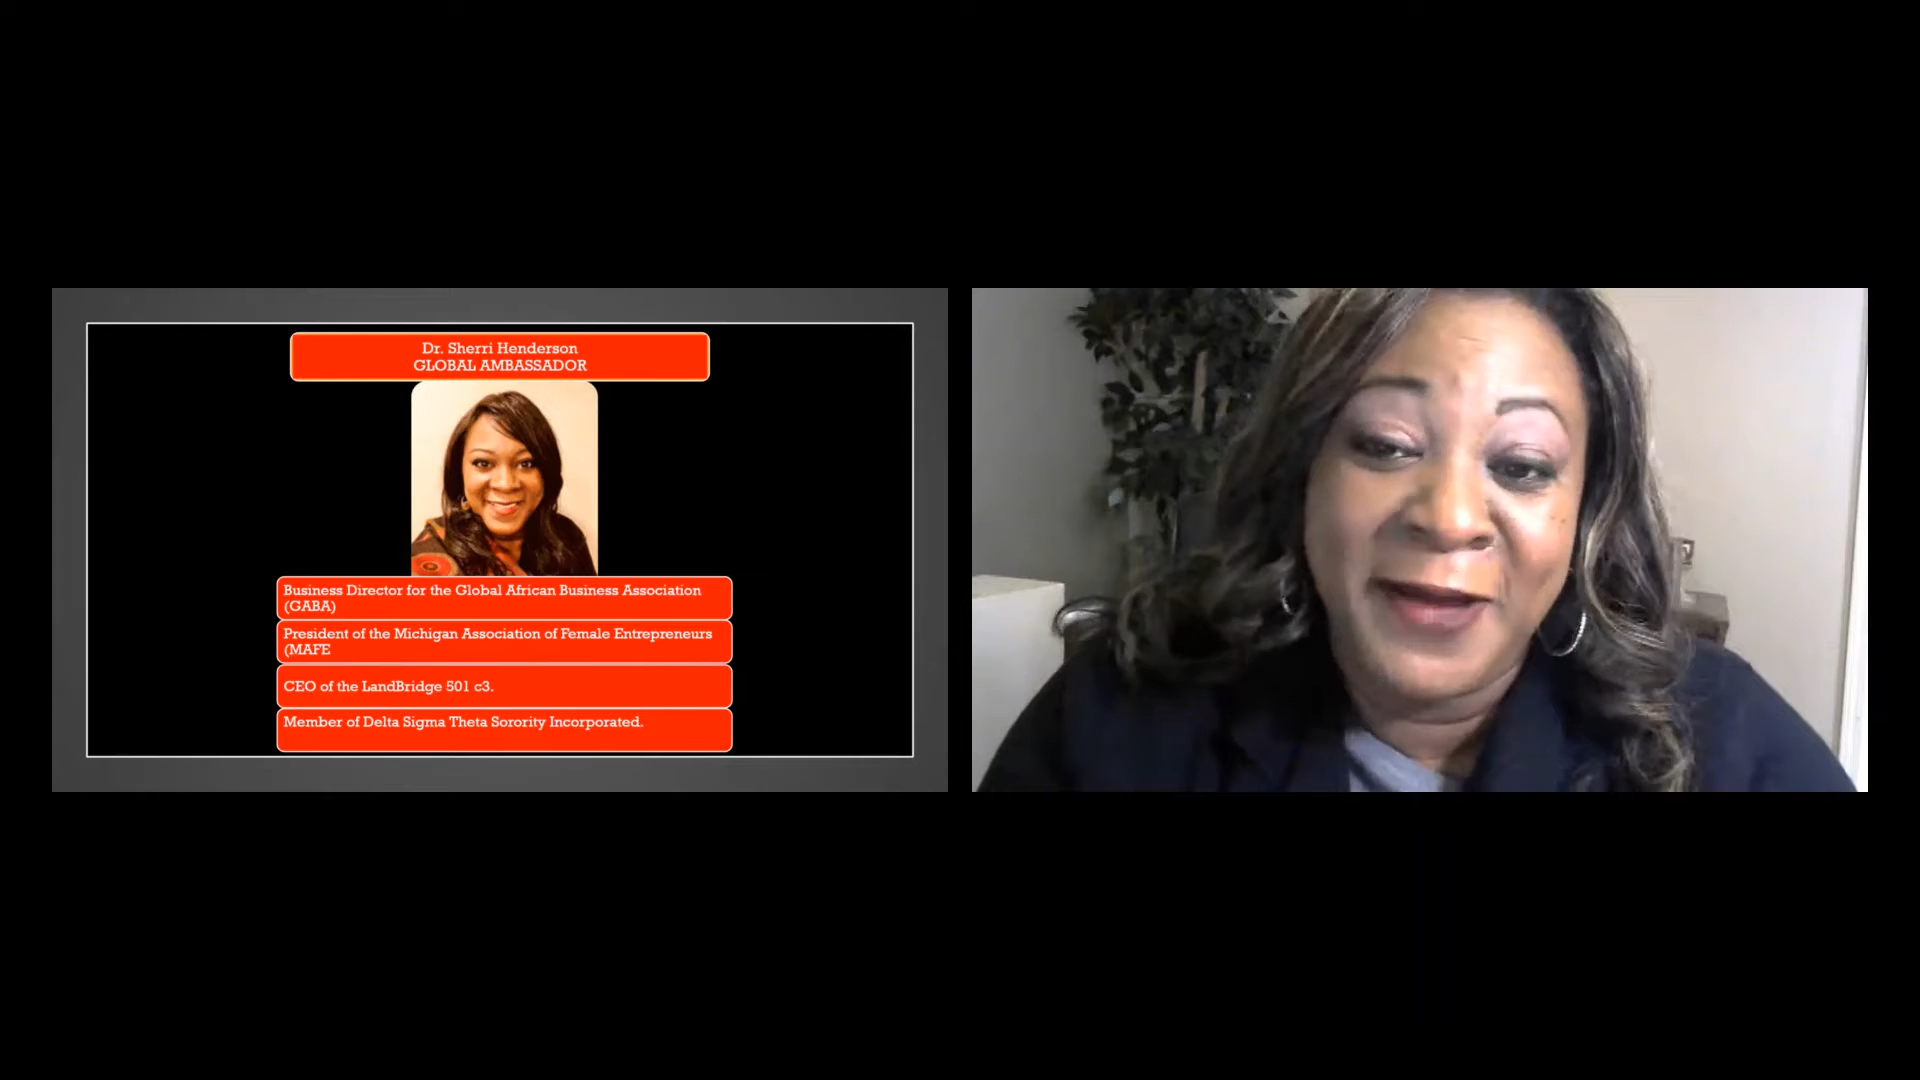 Dr. Sherri Henderson
GLOBAL AMBASSADOR
Business Director for the Global African Business Association
(GABA)
President of the Michigan Association of Female Entrepreneurs
(MAFE
CEO of the LandBridge 501 c3.
Member of Delta Sigma Theta Sorority Incorporated.